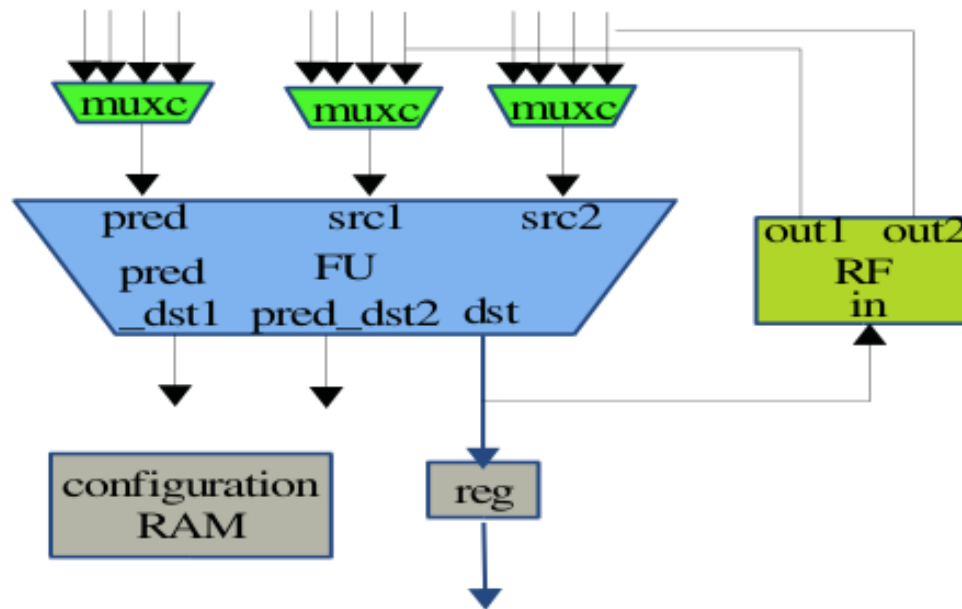 muxc
muxc
muxc
pred
src1
src2
out1
out2
pred
FU
RF
_dst1
pred_dst2
dst
in
configuration
RAM
reg